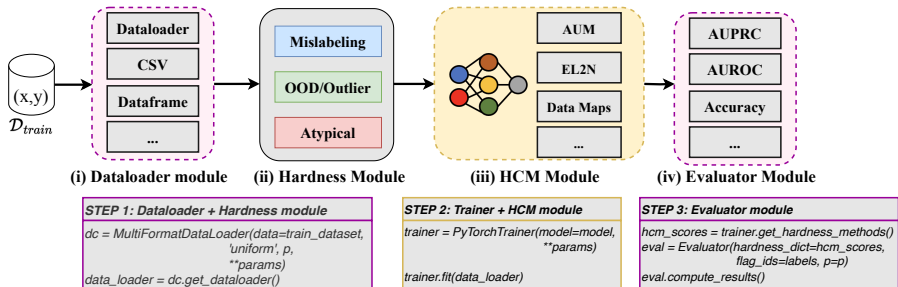 (x,y)
𝒟train
Dataloader
CSV
Dataframe
...
(i) Dataloader module
Mislabeling
OOD/Outlier
Atypical
(ii) Hardness Module
AUM
EL2N
Data Maps
...
(iii) HCM Module
AUPRC
AUROC
Accuracy
...
(iv) Evaluator Module
STEP 1: Dataloader + Hardness module
dc = MultiFormatDataLoader(data=train_dataset,
'uniform', p,
**params)
data_loader = dc.get_dataloader()
STEP 2: Trainer + HCM module
trainer = PyTorchTrainer(model=model,
**params)
trainer.fit(data_loader)
STEP 3: Evaluator module
hcm_scores = trainer.get_hardness_methods()
eval = Evaluator(hardness_dict=hcm_scores,
flag_ids=labels, p=p)
eval.compute_results()